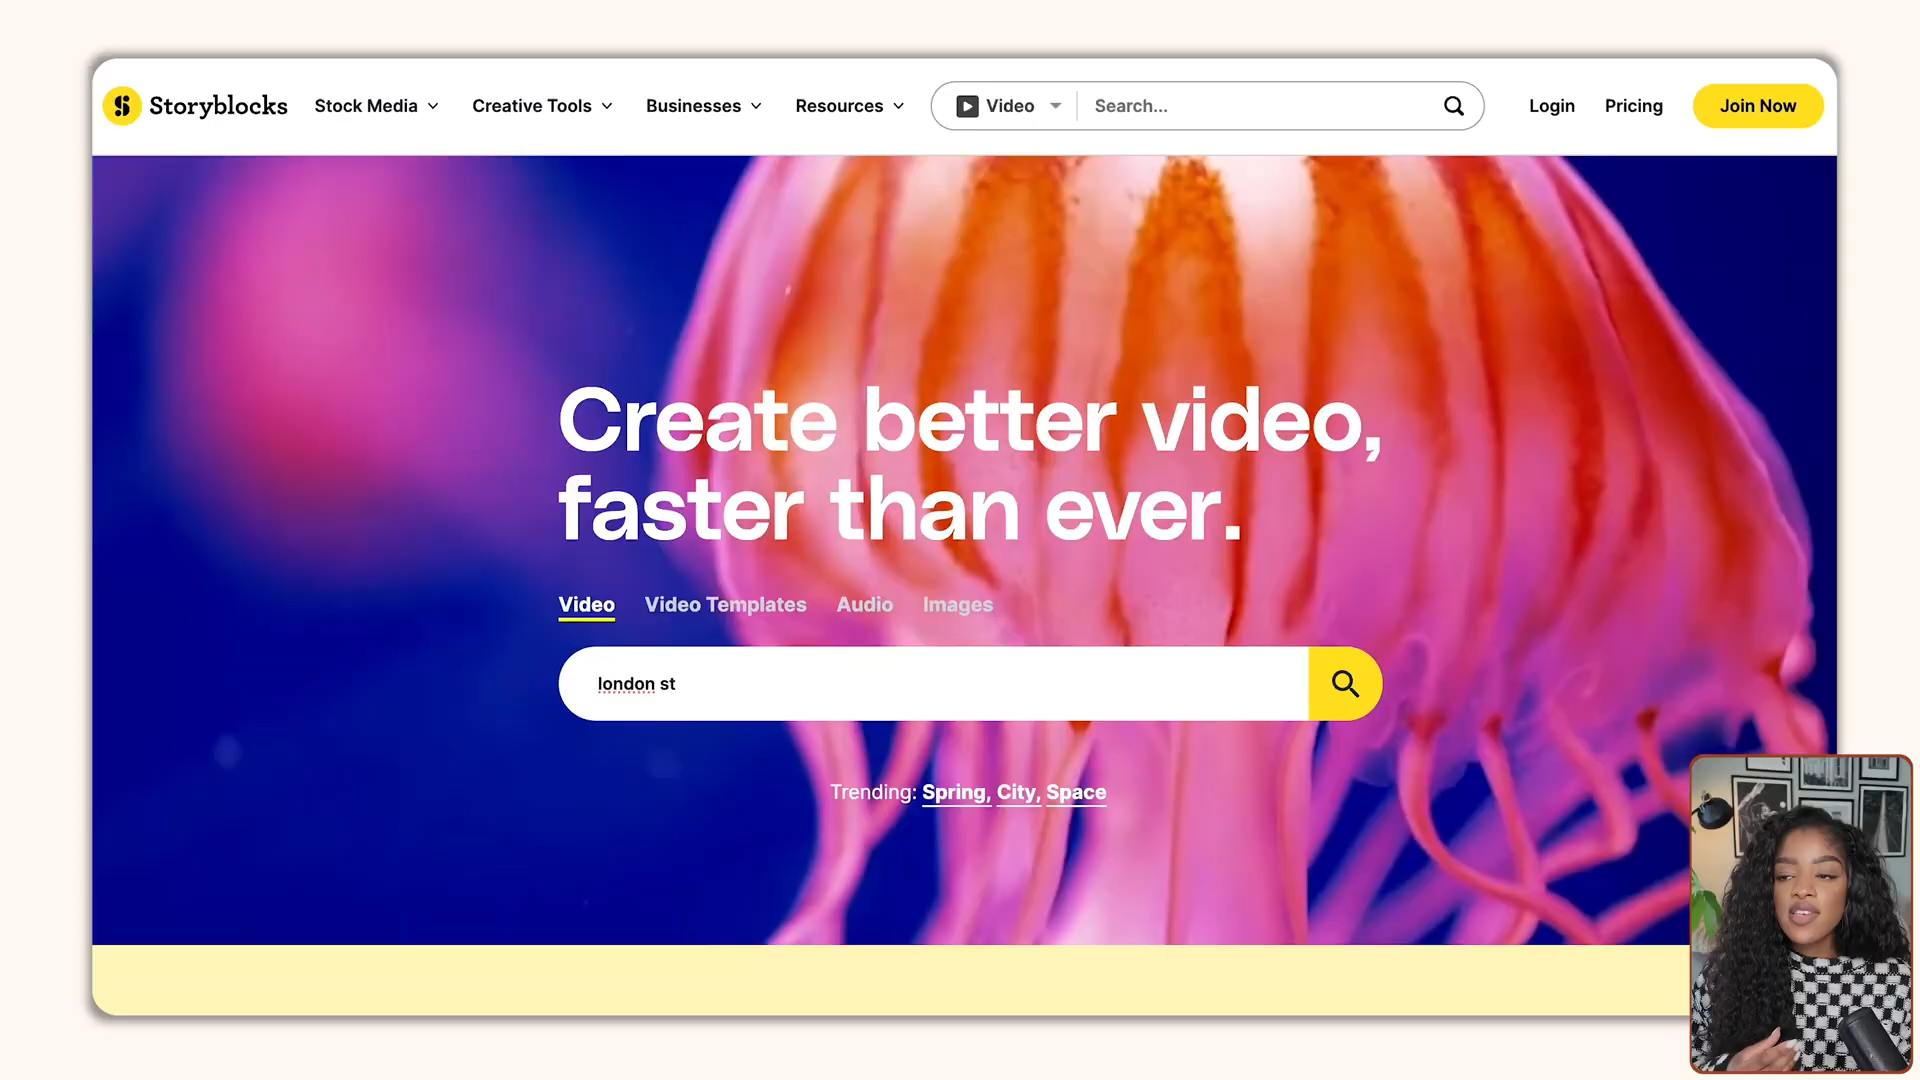 Storyblocks Stock Media Creative Tools Businesses Resources Video Search... Login Pricing Join Now
Create better video,
faster than ever.
Video Video Templates Audio Images
london st
Trending: Spring, City, Space